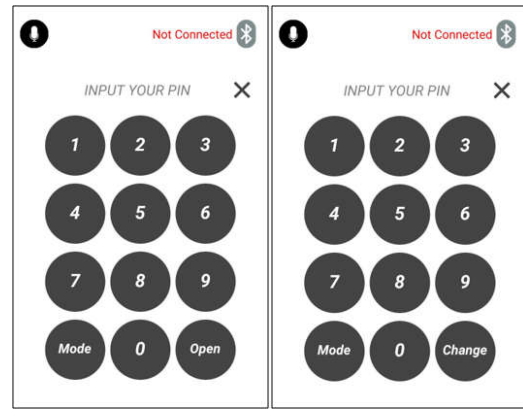 Not Connected
INPUT YOUR PIN
1 2 3
4 5 6
7 8 9
Mode 0 Open
Not Connected
INPUT YOUR PIN
1 2 3
4 5 6
7 8 9
Mode 0 Change